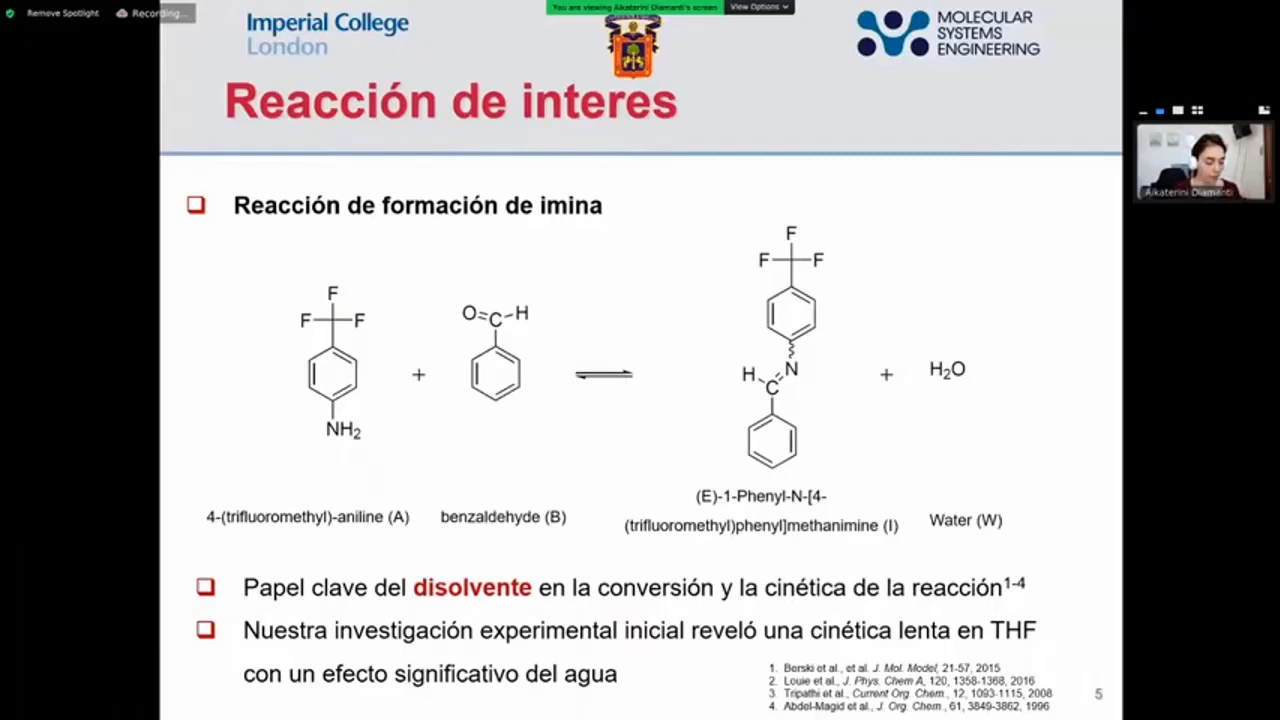 Remove Spotlight
Recording...
You are viewing Aikaterini Diamanti's screen
View Options
Imperial College
London
MOLECULAR
SYSTEMS
ENGINEERING
Reacción de interes
Aikaterini Diamanti
Reacción de formación de imina
F
F F
NH2
+
O C H
F
F F
H N
C
+
H2O
4-(trifluoromethyl)-aniline (A)
benzaldehyde (B)
(E)-1-Phenyl-N-[4-
(trifluoromethyl)phenyl]methanimine (I)
Water (W)
Papel clave del disolvente en la conversión y la cinética de la reacción1-4
Nuestra investigación experimental inicial reveló una cinética lenta en THF
con un efecto significativo del agua
1. Berski et al., et al. J. Mol. Model, 21-57, 2015
2. Louie et al., J. Phys. Chem A, 120, 1358-1368, 2016
3. Tripathi et al., Current Org. Chem., 12, 1093-1115, 2008
4. Abdel-Magid et al., J. Org. Chem., 61, 3849-3862, 1996
5